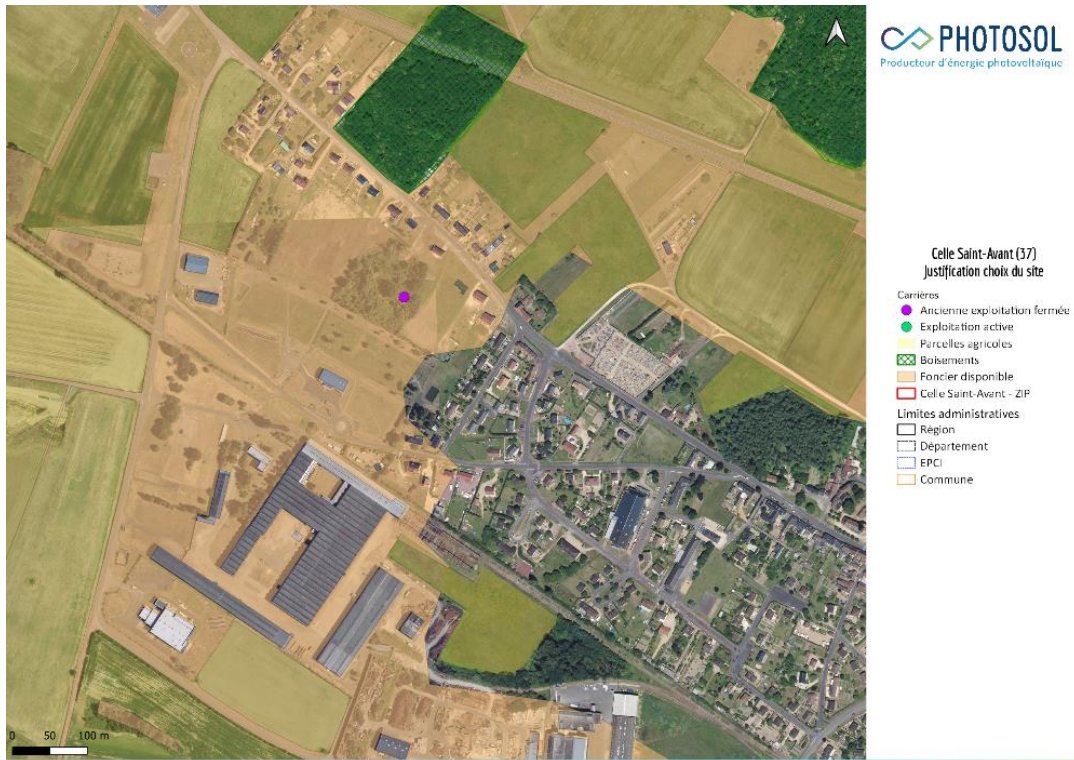 PHOTOSOL
Producteur d'énergie photovoltaïque
Celle Saint-Avant (37)
Justification choix du site
Carrières
Ancienne exploitation fermée
Exploitation active
Parcelles agricoles
Boisements
Foncier disponible
Celle Saint-Avant - ZIP
Limites administratives
Région
Département
EPCI
Commune
0 50 100 m